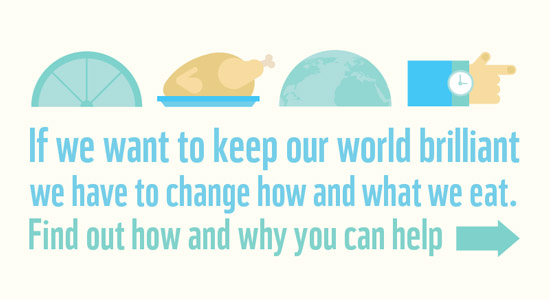 If we want to keep our world brilliant
we have to change how and what we eat.
Find out how and why you can help